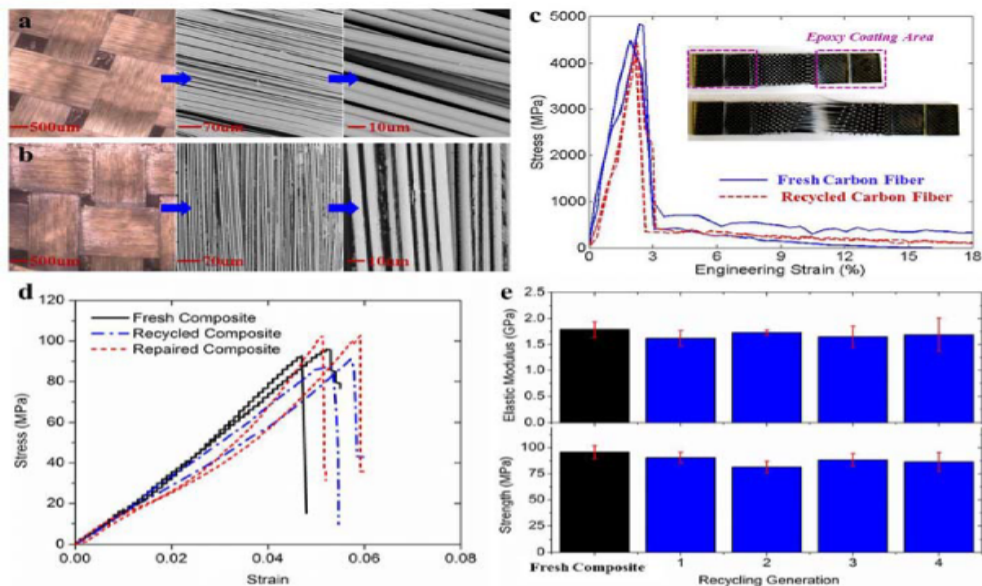 a
500um
70um
10um
b
500um
70um
10um
c
5000
4000
3000
2000
1000
0
Stress (MPa)
Epoxy Coating Area
Fresh Carbon Fiber
Recycled Carbon Fiber
0 3 6 9 12 15 18
Engineering Strain (%)
d
120
100
80
60
40
20
0
Stress (MPa)
Fresh Composite
Recycled Composite
Repaired Composite
0.00 0.02 0.04 0.06 0.08
Strain
e
2.5
2.0
1.5
1.0
0.5
0.0
Elastic Modulus (GPa)
100
75
50
25
0
Strength (MPa)
Fresh Composite 1 2 3 4
Recycling Generation